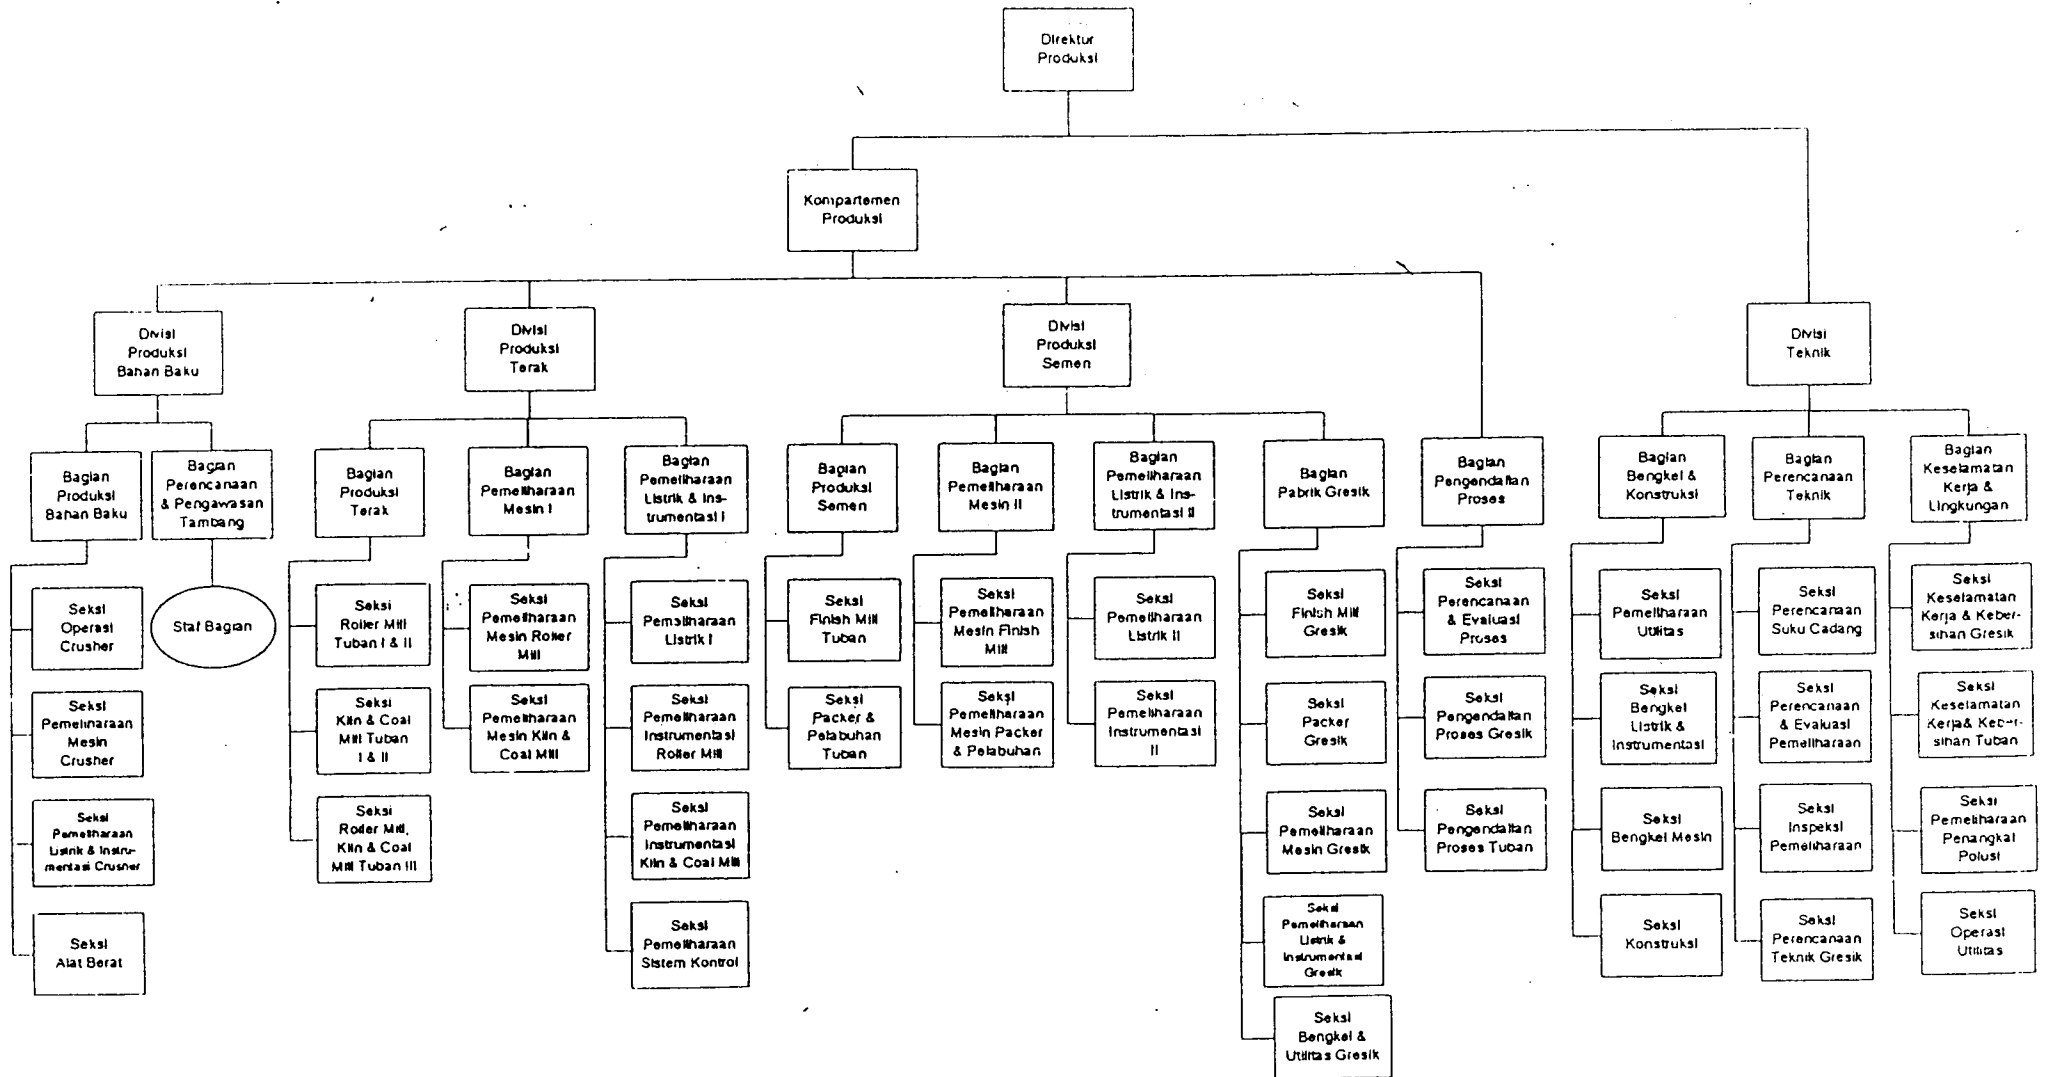 Direktur
Produksi
Kompartemen
Produksi
Divisi
Produksi
Bahan Baku
Divisi
Produksi
Terak
Divisi
Produksi
Semen
Divisi
Teknik
Bagian
Produksi
Bahan Baku
Bagian
Perencanaan
& Pengawasan
Tambang
Bagian
Produksi
Terak
Bagian
Pemeliharaan
Mesin I
Bagian
Pemeliharaan
Listrik & Ins-
trumentasi I
Bagian
Produksi
Semen
Bagian
Pemeliharaan
Mesin II
Bagian
Pemeliharaan
Listrik & Ins-
trumentasi II
Bagian
Pabrik Gresik
Bagian
Pengendalian
Proses
Bagian
Bengkel &
Konstruksi
Bagian
Perencanaan
Teknik
Bagian
Keselamatan
Kerja &
Lingkungan
Seksi
Operasi
Crusher
Seksi
Pemeliharaan
Mesin
Crusher
Seksi
Pemeliharaan
Listrik & Instru-
mentasi Crusher
Seksi
Alat Berat
Staf Bagian
Seksi
Roller Mill
Tuban I & II
Seksi
Kiln & Coal
Mill Tuban
I & II
Seksi
Roller Mill,
Kiln & Coal
Mill Tuban III
Seksi
Pemeliharaan
Mesin Roller
Mill
Seksi
Pemeliharaan
Mesin Kiln &
Coal Mill
Seksi
Pemeliharaan
Listrik I
Seksi
Pemeliharaan
Instrumentasi
Roller Mill
Seksi
Pemeliharaan
Instrumentasi
Kiln & Coal Mill
Seksi
Pemeliharaan
Sistem Kontrol
Seksi
Finish Mill
Tuban
Seksi
Packer &
Pelabuhan
Tuban
Seksi
Pemeliharaan
Mesin Finish
Mill
Seksi
Pemeliharaan
Mesin Packer
& Pelabuhan
Seksi
Pemeliharaan
Listrik II
Seksi
Pemeliharaan
Instrumentasi
II
Seksi
Finish Mill
Gresik
Seksi
Packer
Gresik
Seksi
Pemeliharaan
Mesin Gresik
Seksi
Pemeliharaan
Listrik &
Instrumentasi
Gresik
Seksi
Bengkel &
Utilitas Gresik
Seksi
Perencanaan
& Evaluasi
Proses
Seksi
Pengendalian
Proses Gresik
Seksi
Pengendalian
Proses Tuban
Seksi
Pemeliharaan
Utilitas
Seksi
Bengkel
Listrik &
Instrumentasi
Seksi
Bengkel Mesin
Seksi
Konstruksi
Seksi
Perencanaan
Suku Cadang
Seksi
Perencanaan
& Evaluasi
Pemeliharaan
Seksi
Inspeksi
Pemeliharaan
Seksi
Perencanaan
Teknik Gresik
Seksi
Keselamatan
Kerja & Keber-
sihan Gresik
Seksi
Keselamatan
Kerja& Keber-
sihan Tuban
Seksi
Pemeliharaan
Penangkal
Polusi
Seksi
Operasi
Utilitas